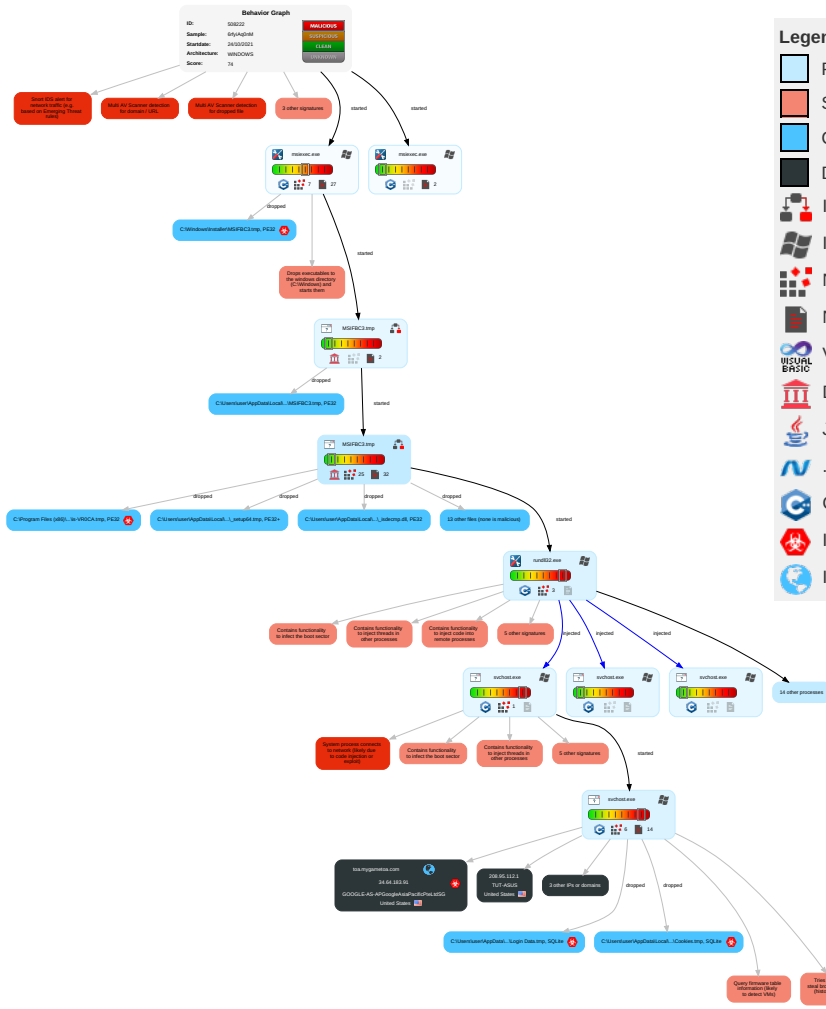 Behavior Graph
ID:
508222
Sample:
Startdate:
24/10/2021
Architecture:
WINDOWS
Score:
74
MALICIOUS
SUSPICIOUS
CLEAN
UNKNOWN
Snort IDS alert for
network traffic (e.g.
based on Emerging Threat
rules)
Multi AV Scanner detection
for domain / URL
Multi AV Scanner detection
for dropped file
3 other signatures
started
started
msiexec.exe
7
27
msiexec.exe
2
dropped
C:\Windows\Installer\MSIFBC3.tmp, PE32
started
Drops executables to
the windows directory
(C:\Windows) and
starts them
MSIFBC3.tmp
2
dropped
C:\Users\user\AppData\Local\...\MSIFBC3.tmp, PE32
started
MSIFBC3.tmp
25
32
dropped
dropped
dropped
dropped
C:\Program Files (x86)\...\is-VR0CA.tmp, PE32
C:\Users\user\AppData\Local\...\_setup64.tmp, PE32+
C:\Users\user\AppData\Local\...\_isdecmp.dll, PE32
13 other files (none is malicious)
started
rundll32.exe
3
Contains functionality
to infect the boot sector
Contains functionality
to inject threads in
other processes
Contains functionality
to inject code into
remote processes
5 other signatures
injected
injected
injected
svchost.exe
1
svchost.exe
svchost.exe
14 other processes
System process connects
to network (likely due
to code injection or
exploit)
Contains functionality
to infect the boot sector
Contains functionality
to inject threads in
other processes
5 other signatures
started
svchost.exe
6
14
toa.mygametoa.com
34.64.183.91
GOOGLE-AS-APGoogleAsiaPacificPteLtdSG
United States
208.95.112.1
TUT-ASUS
United States
3 other IPs or domains
dropped
dropped
C:\Users\user\AppData\...\Login Data.tmp, SQLite
C:\Users\user\AppData\Local\...\Cookies.tmp, SQLite
Query firmware table
information (likely
to detect VMs)
Tries
VISUAL
BASIC